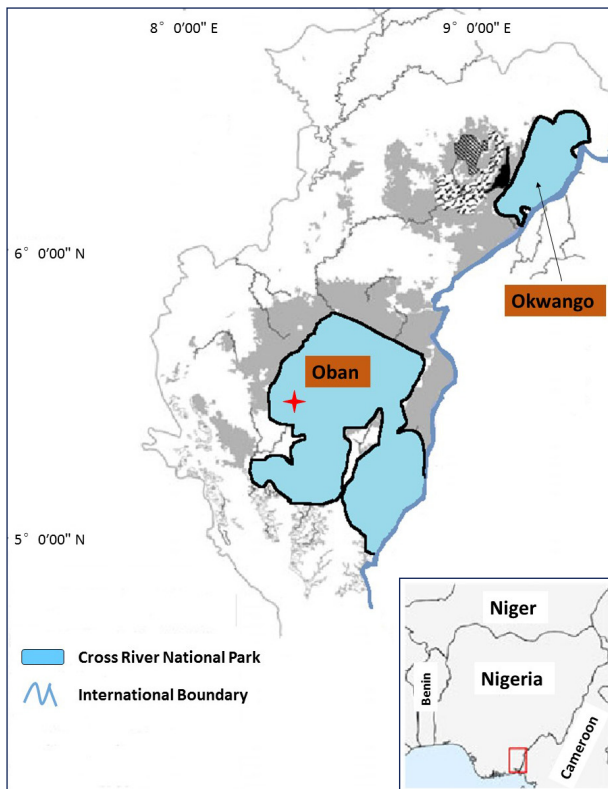 8° 0'00" E
9° 0'00" E
6° 0'00" N
Okwango
Oban
5° 0'00" N
Cross River National Park
International Boundary
Niger
Nigeria
Benin
Cameroon